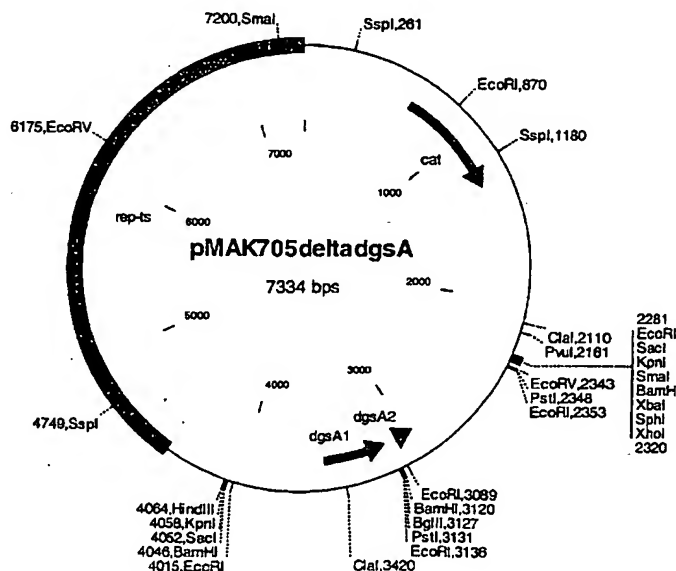 7200,SmaI
SspI,261
EcoRI,870
SspI,1180
6175,EcoRV
7000
cat
1000
rep-ts
6000
pMAK705deltadgsA
7334 bps
2000
5000
ClaI,2110
PvuI,2161
2281
EcoRI
SacI
KpnI
SmaI
BamH
XbaI
SphI
XhoI
2320
EcoRV,2343
PstI,2348
EcoRI,2353
4000
3000
4749,SspI
dgsA1
dgsA2
EcoRI,3089
BamHI,3120
BglII,3127
PstI,3131
EcoRI,3136
4064,HindIII
4058,KpnI
4052,SacI
4046,BamHI
4015,EcoRI
ClaI,3420